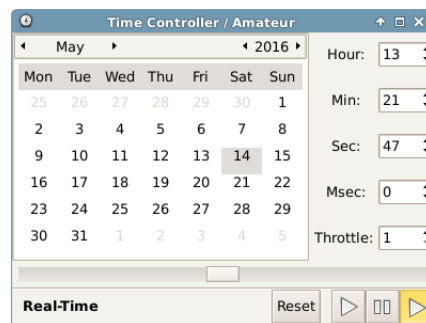 Time Controller / Amateur
May 2016
Mon Tue Wed Thu Fri Sat Sun
25 26 27 28 29 30 1
2 3 4 5 6 7 8
9 10 11 12 13 14 15
16 17 18 19 20 21 22
23 24 25 26 27 28 29
30 31 1 2 3 4 5
Hour: 13
Min: 21
Sec: 47
Msec: 0
Throttle: 1
Real-Time Reset